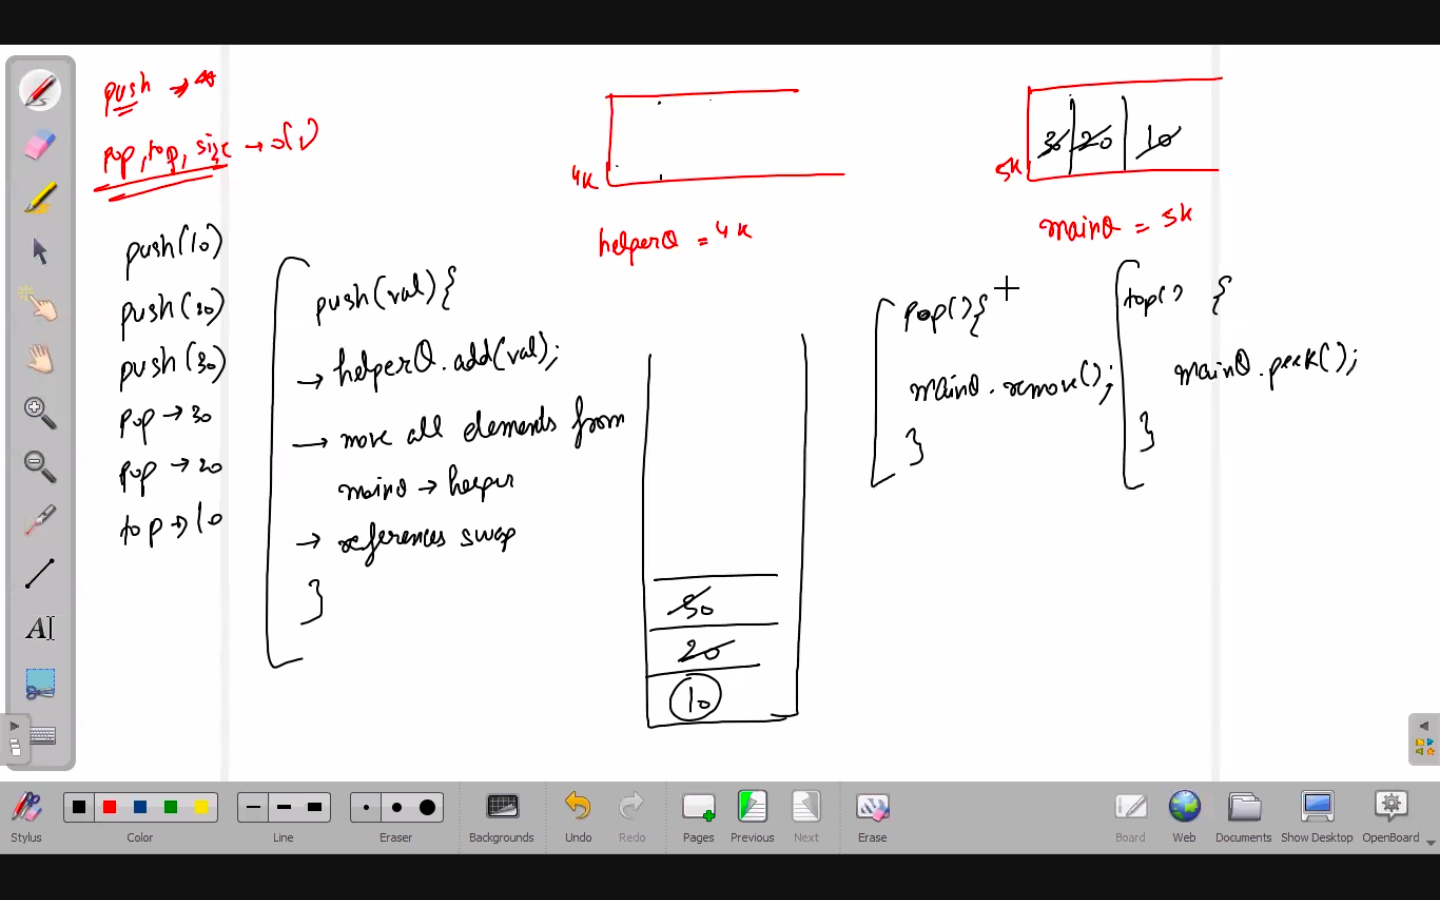 push →
pop, top, size → O(1)
push(10)
push(20)
push(30)
pop → 30
pop → 20
top → 10
push(val){
→ helperQ.add(val);
→ move all elements from
mainQ → helper
→ references swap
}
4K
helperQ = 4K
5K
30 20 10
mainQ = 5K
pop(){
mainQ.remove();
}
top() {
mainQ.peek();
}
30
20
10
AI
Stylus
Color
Line
Eraser
Backgrounds
Undo
Redo
Pages
Previous
Next
Erase
Board
Web
Documents
Show Desktop
OpenBoard